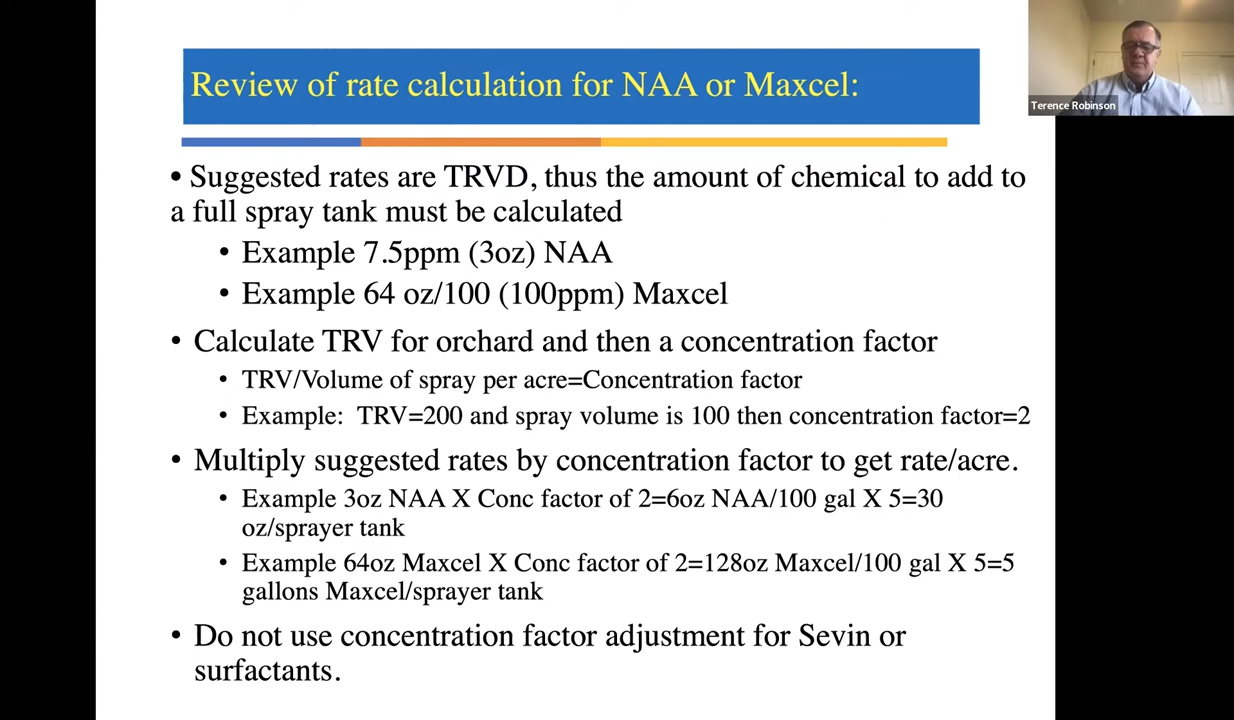 Review of rate calculation for NAA or Maxcel:
Terence Robinson
• Suggested rates are TRVD, thus the amount of chemical to add to
a full spray tank must be calculated
• Example 7.5ppm (3oz) NAA
• Example 64 oz/100 (100ppm) Maxcel
• Calculate TRV for orchard and then a concentration factor
• TRV/Volume of spray per acre=Concentration factor
• Example: TRV=200 and spray volume is 100 then concentration factor=2
• Multiply suggested rates by concentration factor to get rate/acre.
• Example 3oz NAA X Conc factor of 2=6oz NAA/100 gal X 5=30
oz/sprayer tank
• Example 64oz Maxcel X Conc factor of 2=128oz Maxcel/100 gal X 5=5
gallons Maxcel/sprayer tank
• Do not use concentration factor adjustment for Sevin or
surfactants.